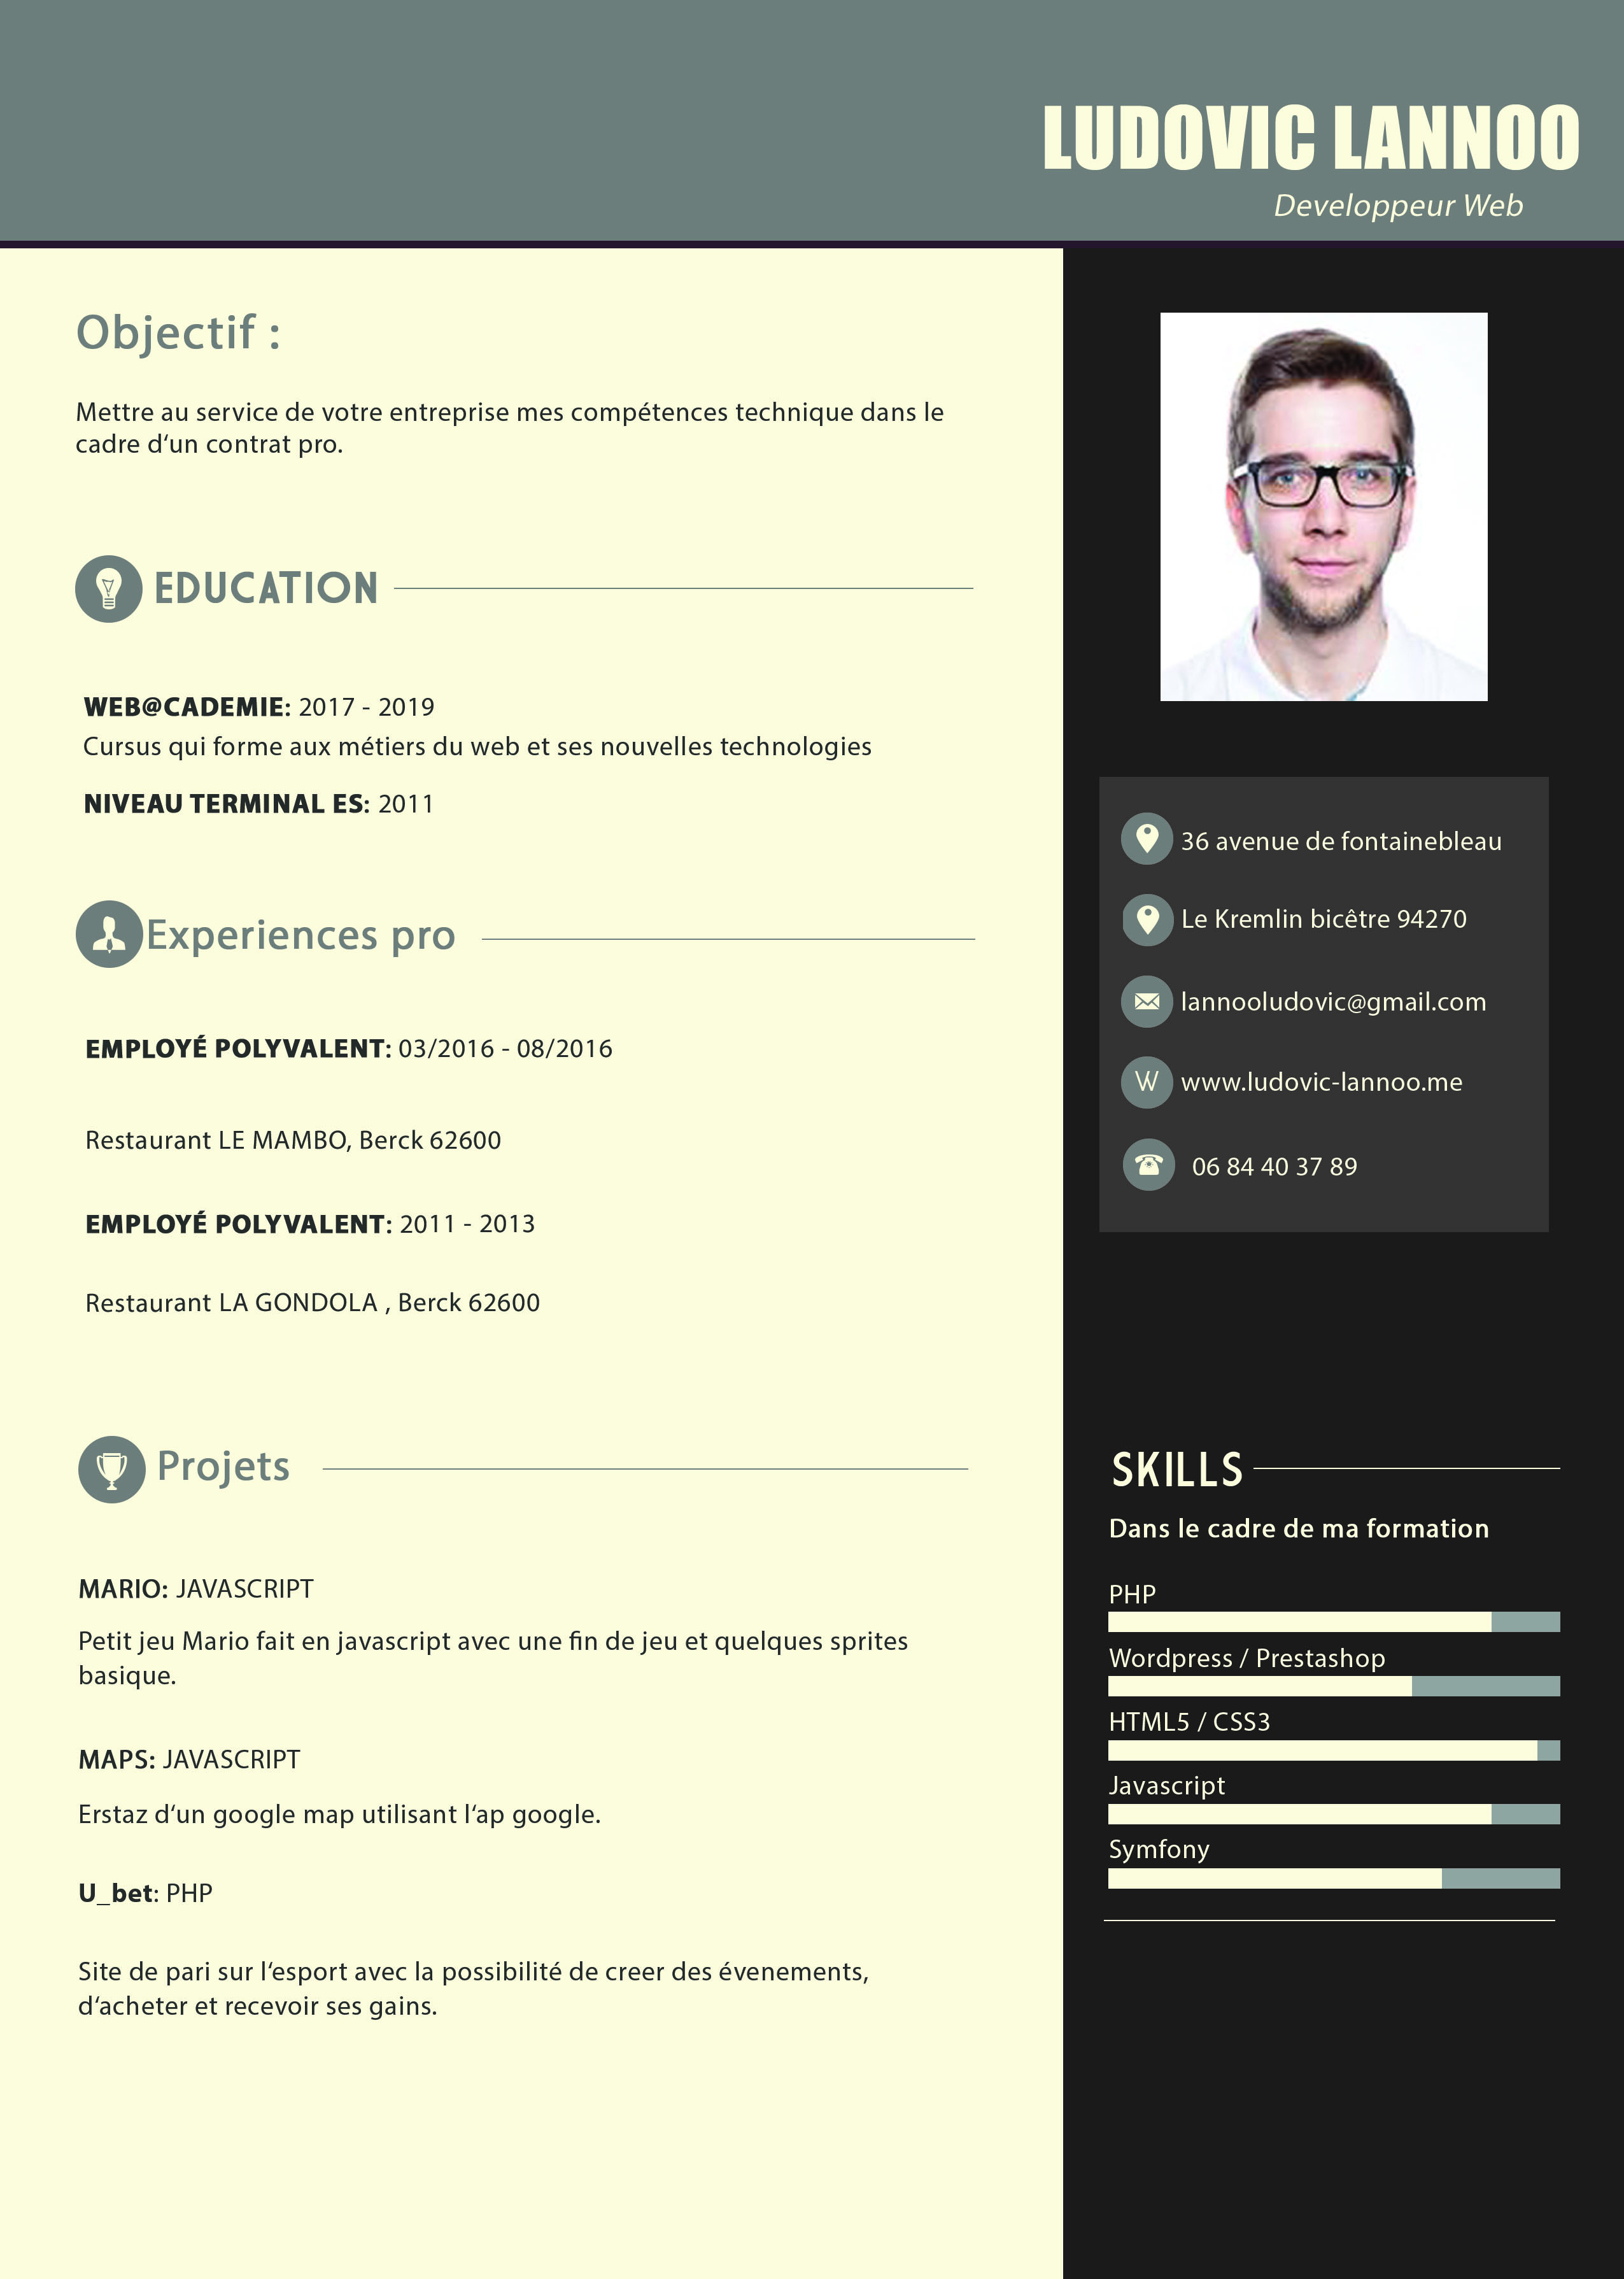 LUDOVIC LANNOO
Developpeur Web
Objectif :
Mettre au service de votre entreprise mes compétences technique dans le
cadre d‘un contrat pro.
EDUCATION
WEB@CADEMIE: 2017 - 2019
Cursus qui forme aux métiers du web et ses nouvelles technologies
NIVEAU TERMINAL ES: 2011
Experiences pro
EMPLOYÉ POLYVALENT: 03/2016 - 08/2016
Restaurant LE MAMBO, Berck 62600
EMPLOYÉ POLYVALENT: 2011 - 2013
Restaurant LA GONDOLA , Berck 62600
Projets
MARIO: JAVASCRIPT
Petit jeu Mario fait en javascript avec une fin de jeu et quelques sprites
basique.
MAPS: JAVASCRIPT
Erstaz d‘un google map utilisant l‘ap google.
U_bet: PHP
Site de pari sur l‘esport avec la possibilité de creer des évenements,
d‘acheter et recevoir ses gains.
36 avenue de fontainebleau
Le Kremlin bicêtre 94270
lannooludovic@gmail.com
W www.ludovic-lannoo.me
06 84 40 37 89
SKILLS
Dans le cadre de ma formation
PHP
Wordpress / Prestashop
HTML5 / CSS3
Javascript
Symfony